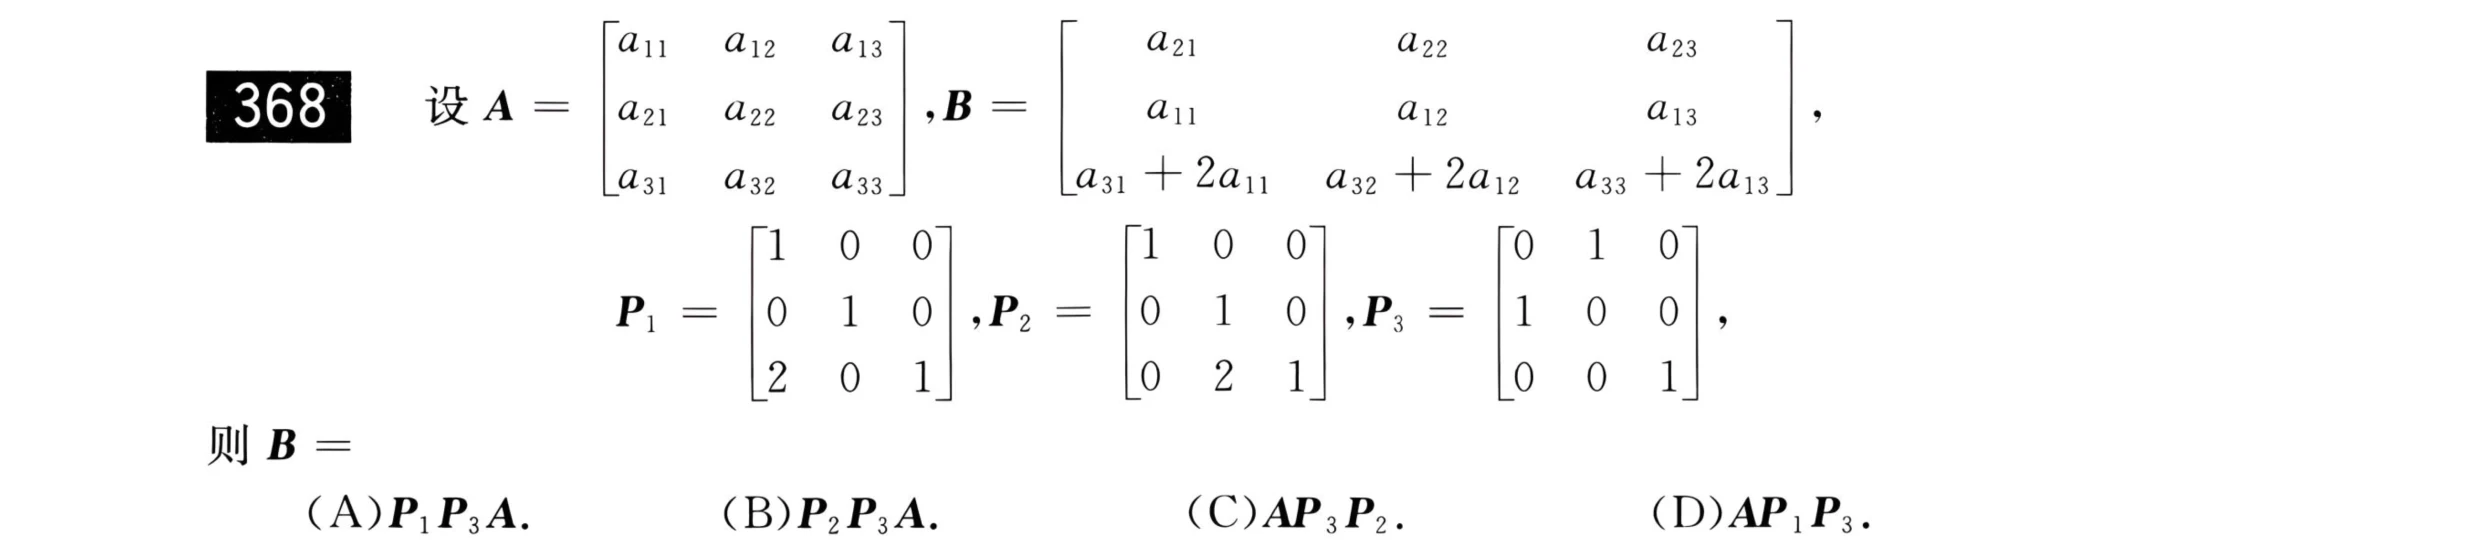 368 设 A = [a₁₁ a₁₂ a₁₃; a₂₁ a₂₂ a₂₃; a₃₁ a₃₂ a₃₃], B = [a₂₁ a₂₂ a₂₃; a₁₁ a₁₂ a₁₃; a₃₁ + 2a₁₁ a₃₂ + 2a₁₂ a₃₃ + 2a₁₃],
P₁ = [1 0 0; 0 1 0; 2 0 1], P₂ = [1 0 0; 0 1 0; 0 2 1], P₃ = [0 1 0; 1 0 0; 0 0 1],
则 B =
(A)P₁P₃A. (B)P₂P₃A. (C)AP₃P₂. (D)AP₁P₃.